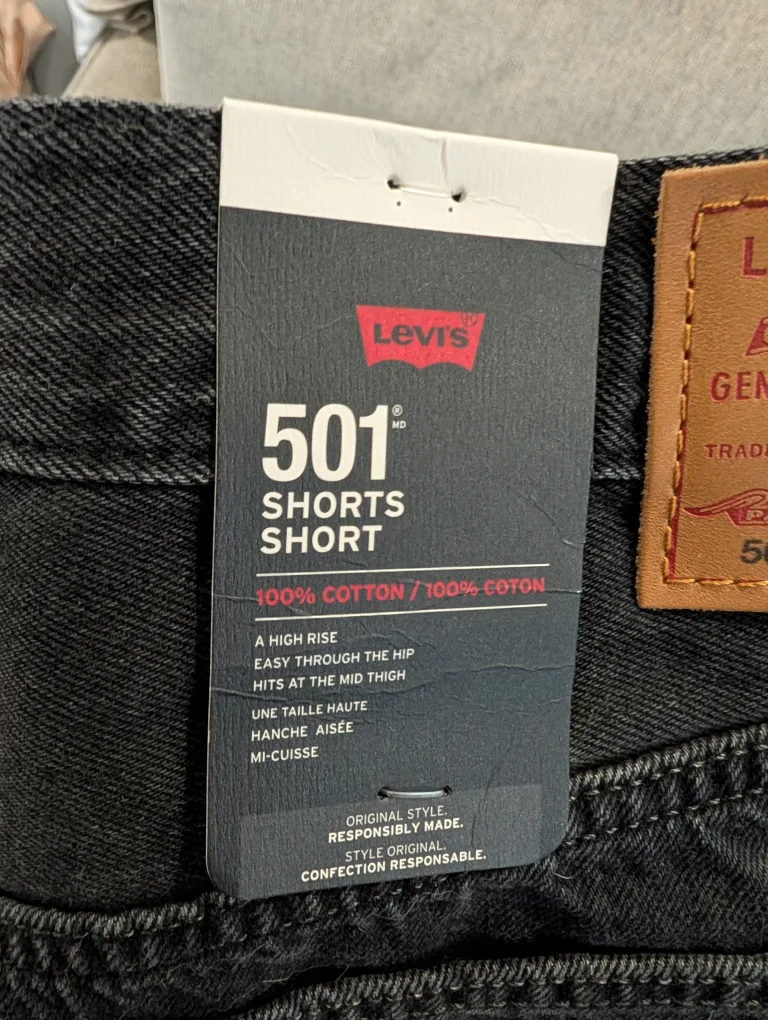 LEVI'S®
501® MD
SHORTS
SHORT
100% COTTON / 100% COTON
A HIGH RISE
EASY THROUGH THE HIP
HITS AT THE MID THIGH
UNE TAILLE HAUTE
HANCHE AISÉE
MI-CUISSE
ORIGINAL STYLE.
RESPONSIBLY MADE.
STYLE ORIGINAL.
CONFECTION RESPONSABLE.